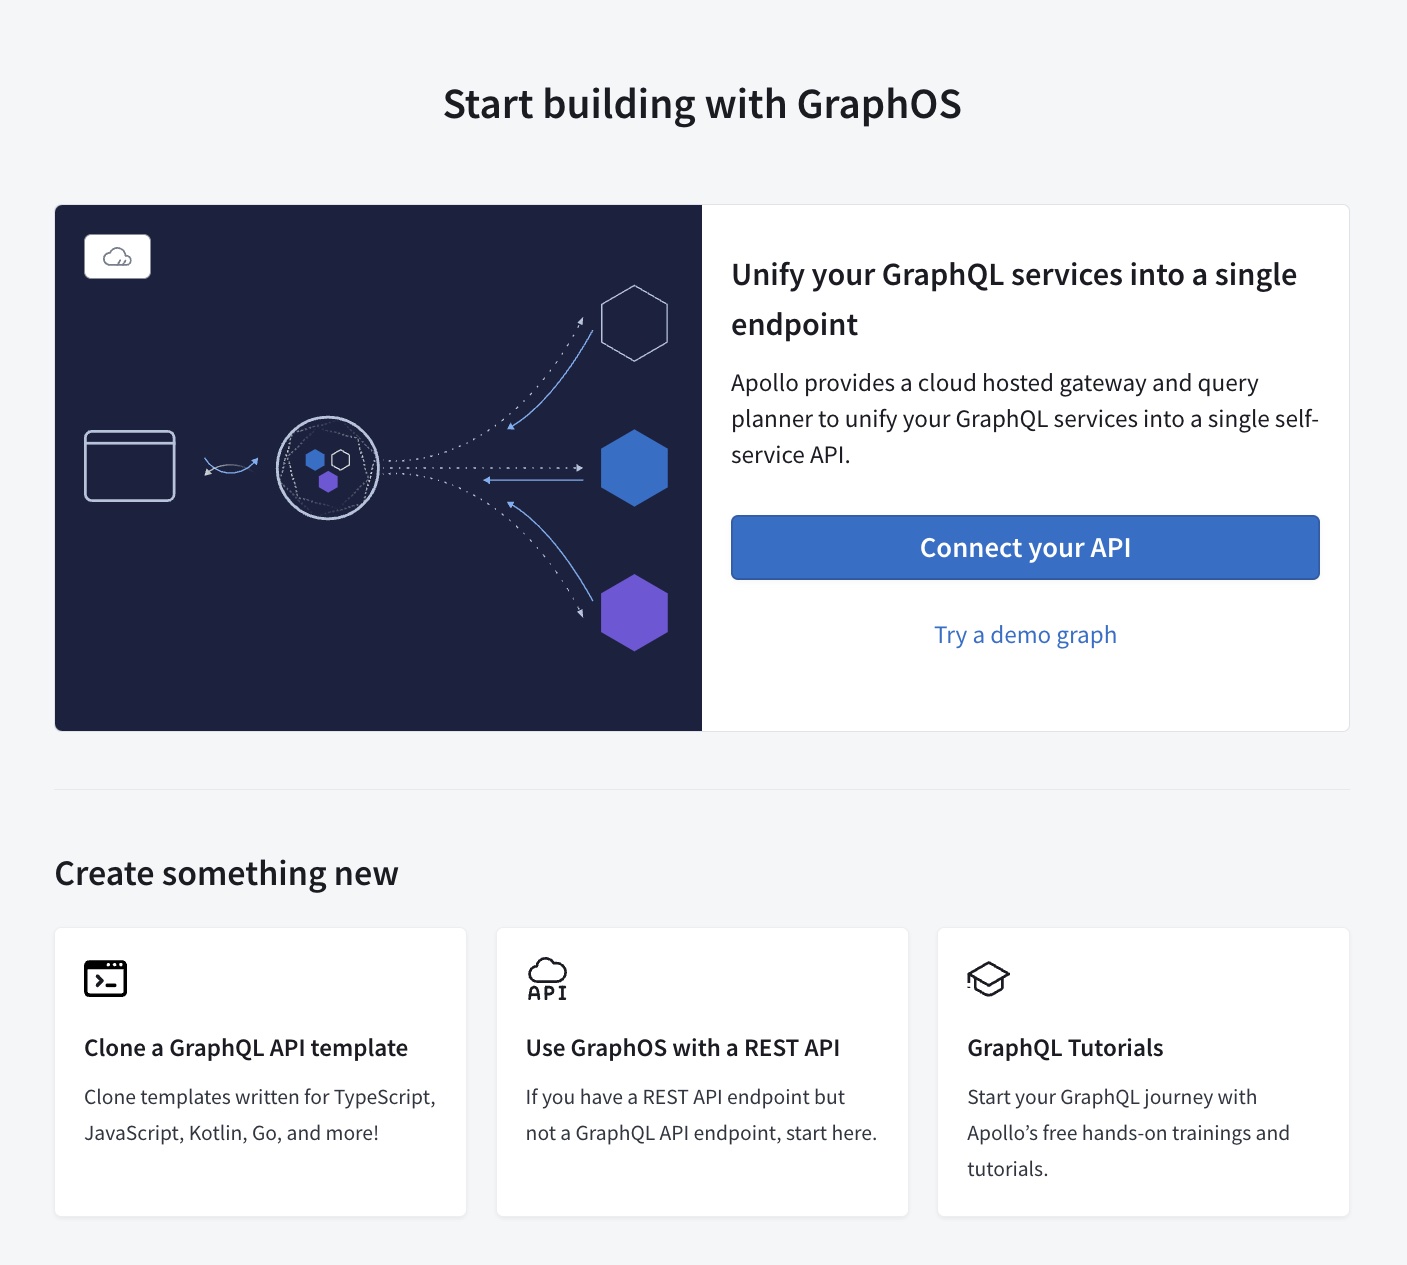 Start building with GraphOS
Unify your GraphQL services into a single
endpoint
Apollo provides a cloud hosted gateway and query
planner to unify your GraphQL services into a single self-
service API.
Connect your API
Try a demo graph
Create something new
API
Clone a GraphQL API template
Clone templates written for TypeScript,
JavaScript, Kotlin, Go, and more!
Use GraphOS with a REST API
If you have a REST API endpoint but
not a GraphQL API endpoint, start here.
GraphQL Tutorials
Start your GraphQL journey with
Apollo’s free hands-on trainings and
tutorials.